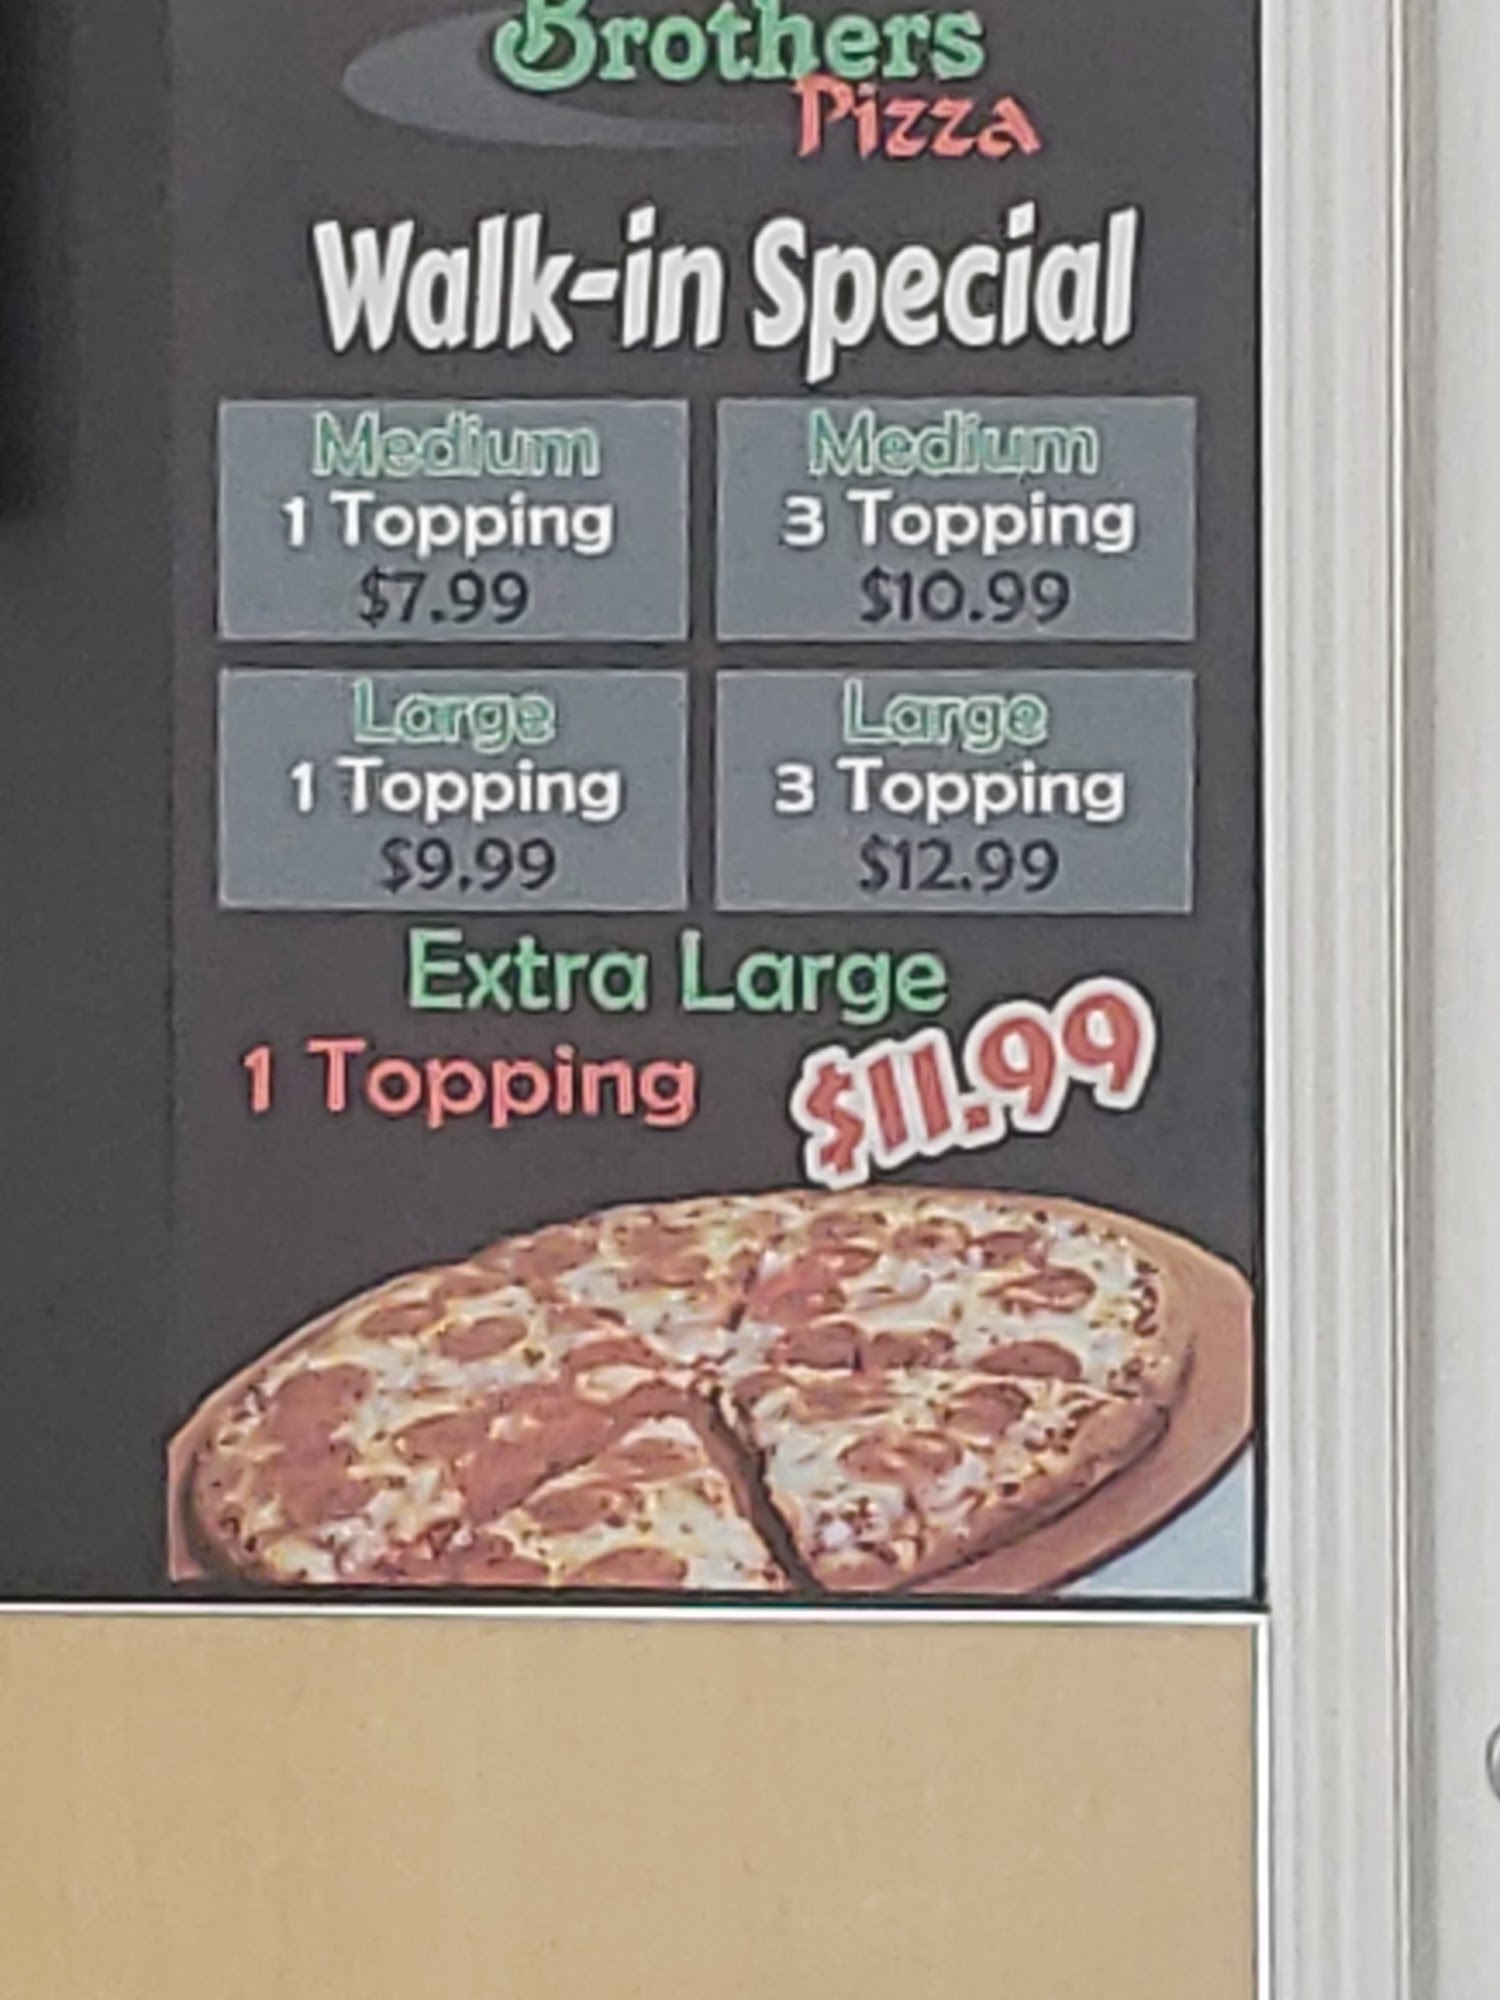 Brothers
Pizza
Walk-in Special
Medium
1 Topping
$7.99
Medium
3 Topping
$10.99
Large
1 Topping
$9.99
Large
3 Topping
$12.99
Extra Large
1 Topping $11.99